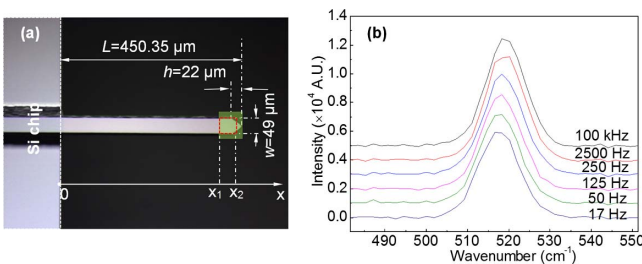 (a)
L=450.35 μm
h=22 μm
w=49 μm
Si chip
0
x1
x2
x
(b)
Intensity (×10⁴ A.U.)
1.4
1.2
1.0
0.8
0.6
0.4
0.2
0.0
100 kHz
2500 Hz
250 Hz
125 Hz
50 Hz
17 Hz
490 500 510 520 530 540 550
Wavenumber (cm⁻¹)